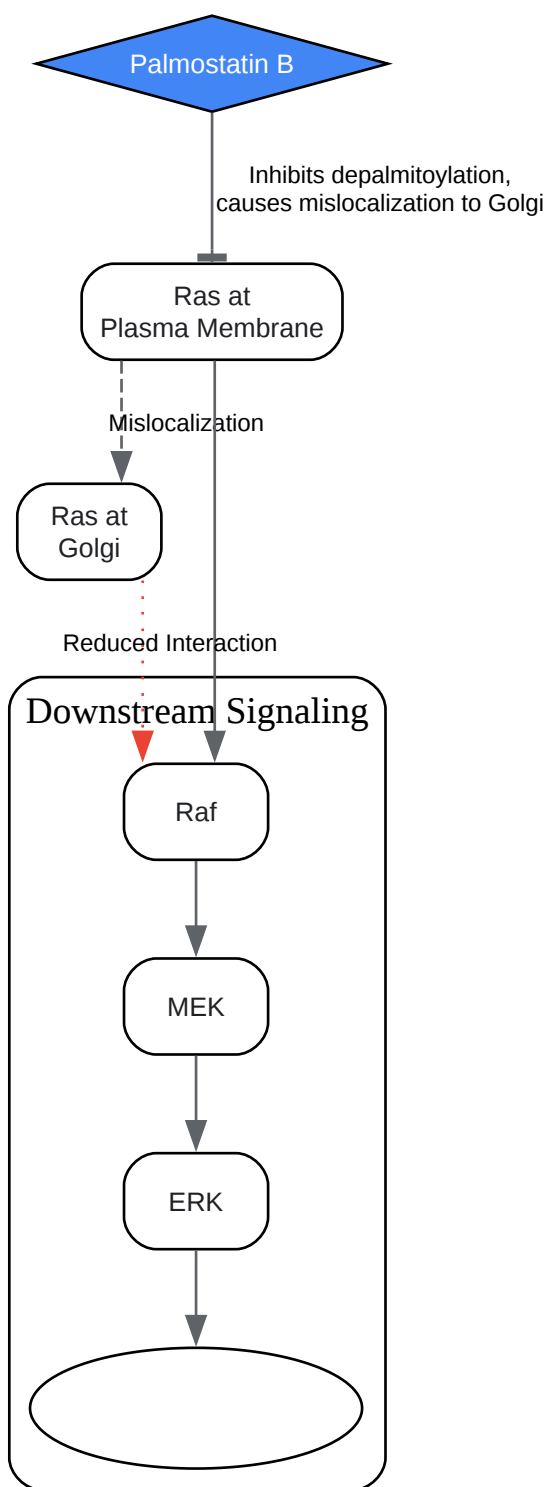 Palmostatin B
Inhibits depalmitoylation,
causes mislocalization to Golgi
Ras at
Plasma Membrane
Mislocalization
Ras at
Golgi
Reduced Interaction
Downstream Signaling
Raf
MEK
ERK